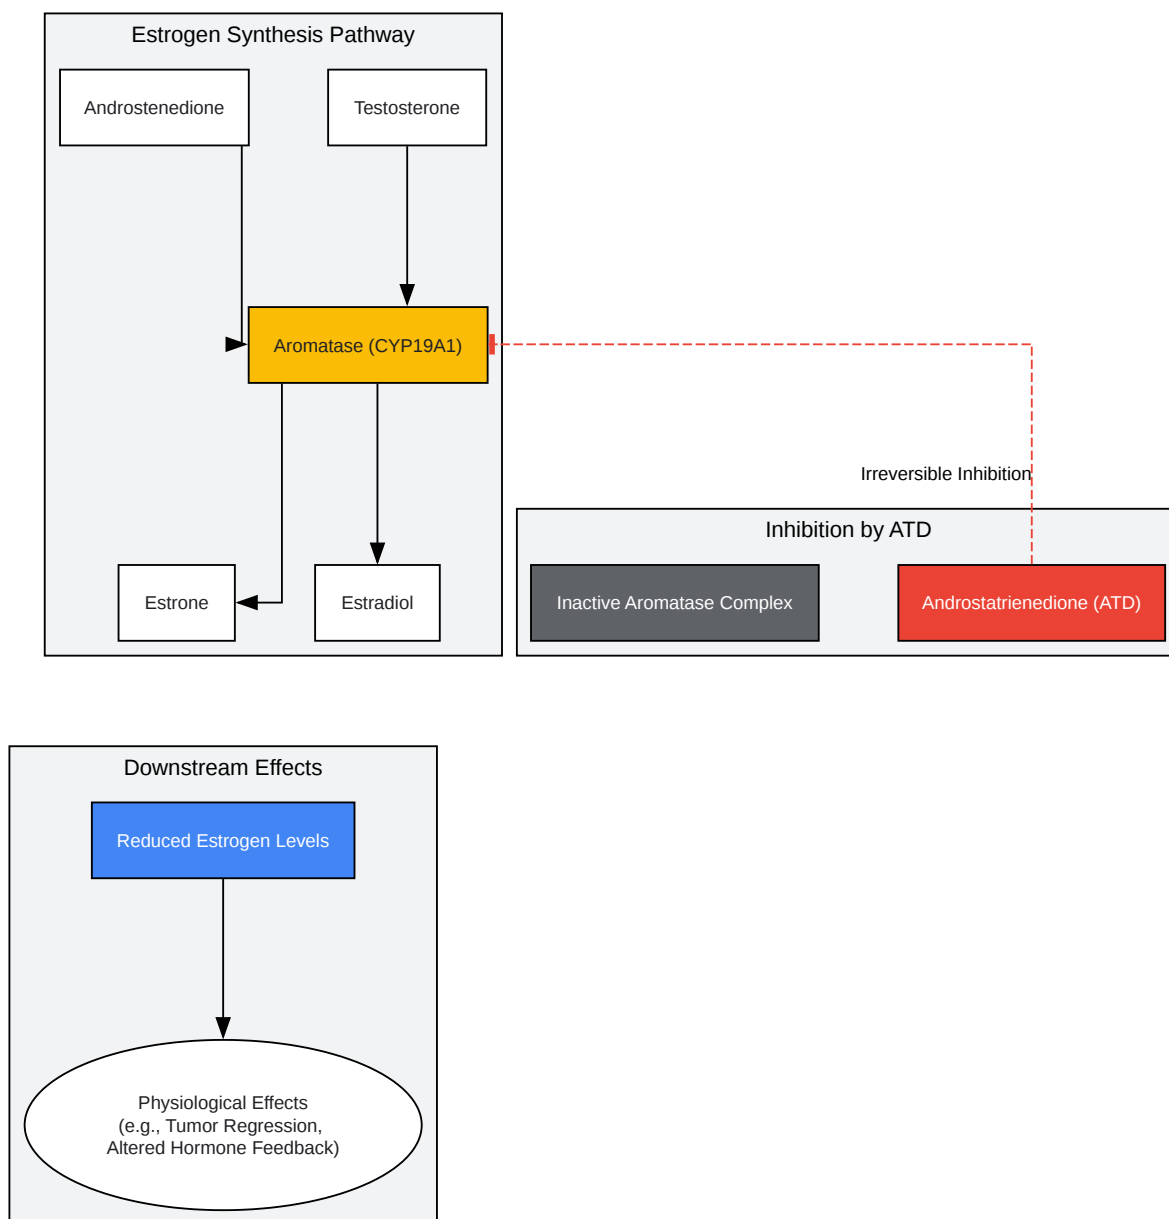 Estrogen Synthesis Pathway
Androstenedione
Testosterone
Aromatase (CYP19A1)
Irreversible Inhibition
Inhibition by ATD
Estrone
Estradiol
Inactive Aromatase Complex
Androstatrienedione (ATD)
Downstream Effects
Reduced Estrogen Levels
Physiological Effects
(e.g., Tumor Regression,
Altered Hormone Feedback)